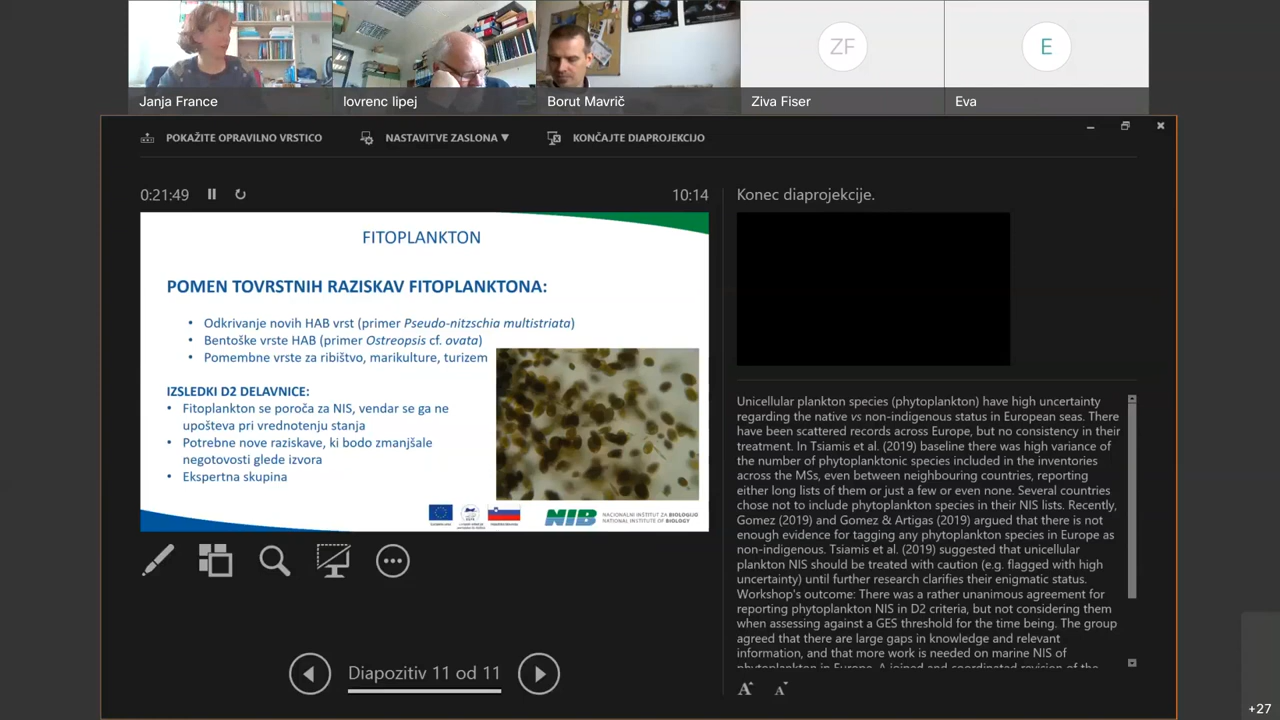 ZF
E
Janja France
lovrenc lipej
Borut Mavrič
Ziva Fiser
Eva
POKAŽITE OPRAVILNO VRSTICO
NASTAVITVE ZASLONA
KONČAJTE DIAPROJEKCIJO
0:21:49
10:14
Konec diaprojekcije.
FITOPLANKTON
POMEN TOVRSTNIH RAZISKAV FITOPLANKTONA:
• Odkrivanje novih HAB vrst (primer Pseudo-nitzschia multistriata)
• Bentoške vrste HAB (primer Ostreopsis cf. ovata)
• Pomembne vrste za ribištvo, marikulture, turizem
IZSLEDKI D2 DELAVNICE:
• Fitoplankton se poroča za NIS, vendar se ga ne
upošteva pri vrednotenju stanja
• Potrebne nove raziskave, ki bodo zmanjšale
negotovosti glede izvora
• Ekspertna skupina
NIB
NACIONALNI INŠTITUT ZA BIOLOGIJO
NATIONAL INSTITUTE OF BIOLOGY
Unicellular plankton species (phytoplankton) have high uncertainty
regarding the native vs non-indigenous status in European seas. There
have been scattered records across Europe, but no consistency in their
treatment. In Tsiamis et al. (2019) baseline there was high variance of
the number of phytoplanktonic species included in the inventories
across the MSs, even between neighbouring countries, reporting
either long lists of them or just a few or even none. Several countries
chose not to include phytoplankton species in their NIS lists. Recently,
Gomez (2019) and Gomez & Artigas (2019) argued that there is not
enough evidence for tagging any phytoplankton species in Europe as
non-indigenous. Tsiamis et al. (2019) suggested that unicellular
plankton NIS should be treated with caution (e.g. flagged with high
uncertainty) until further research clarifies their enigmatic status.
Workshop's outcome: There was a rather unanimous agreement for
reporting phytoplankton NIS in D2 criteria, but not considering them
when assessing against a GES threshold for the time being. The group
agreed that there are large gaps in knowledge and relevant
information, and that more work is needed on marine NIS of
phytoplankton in Europe. A joined and coordinated revision of the
Diapozitiv 11 od 11
A A
+27